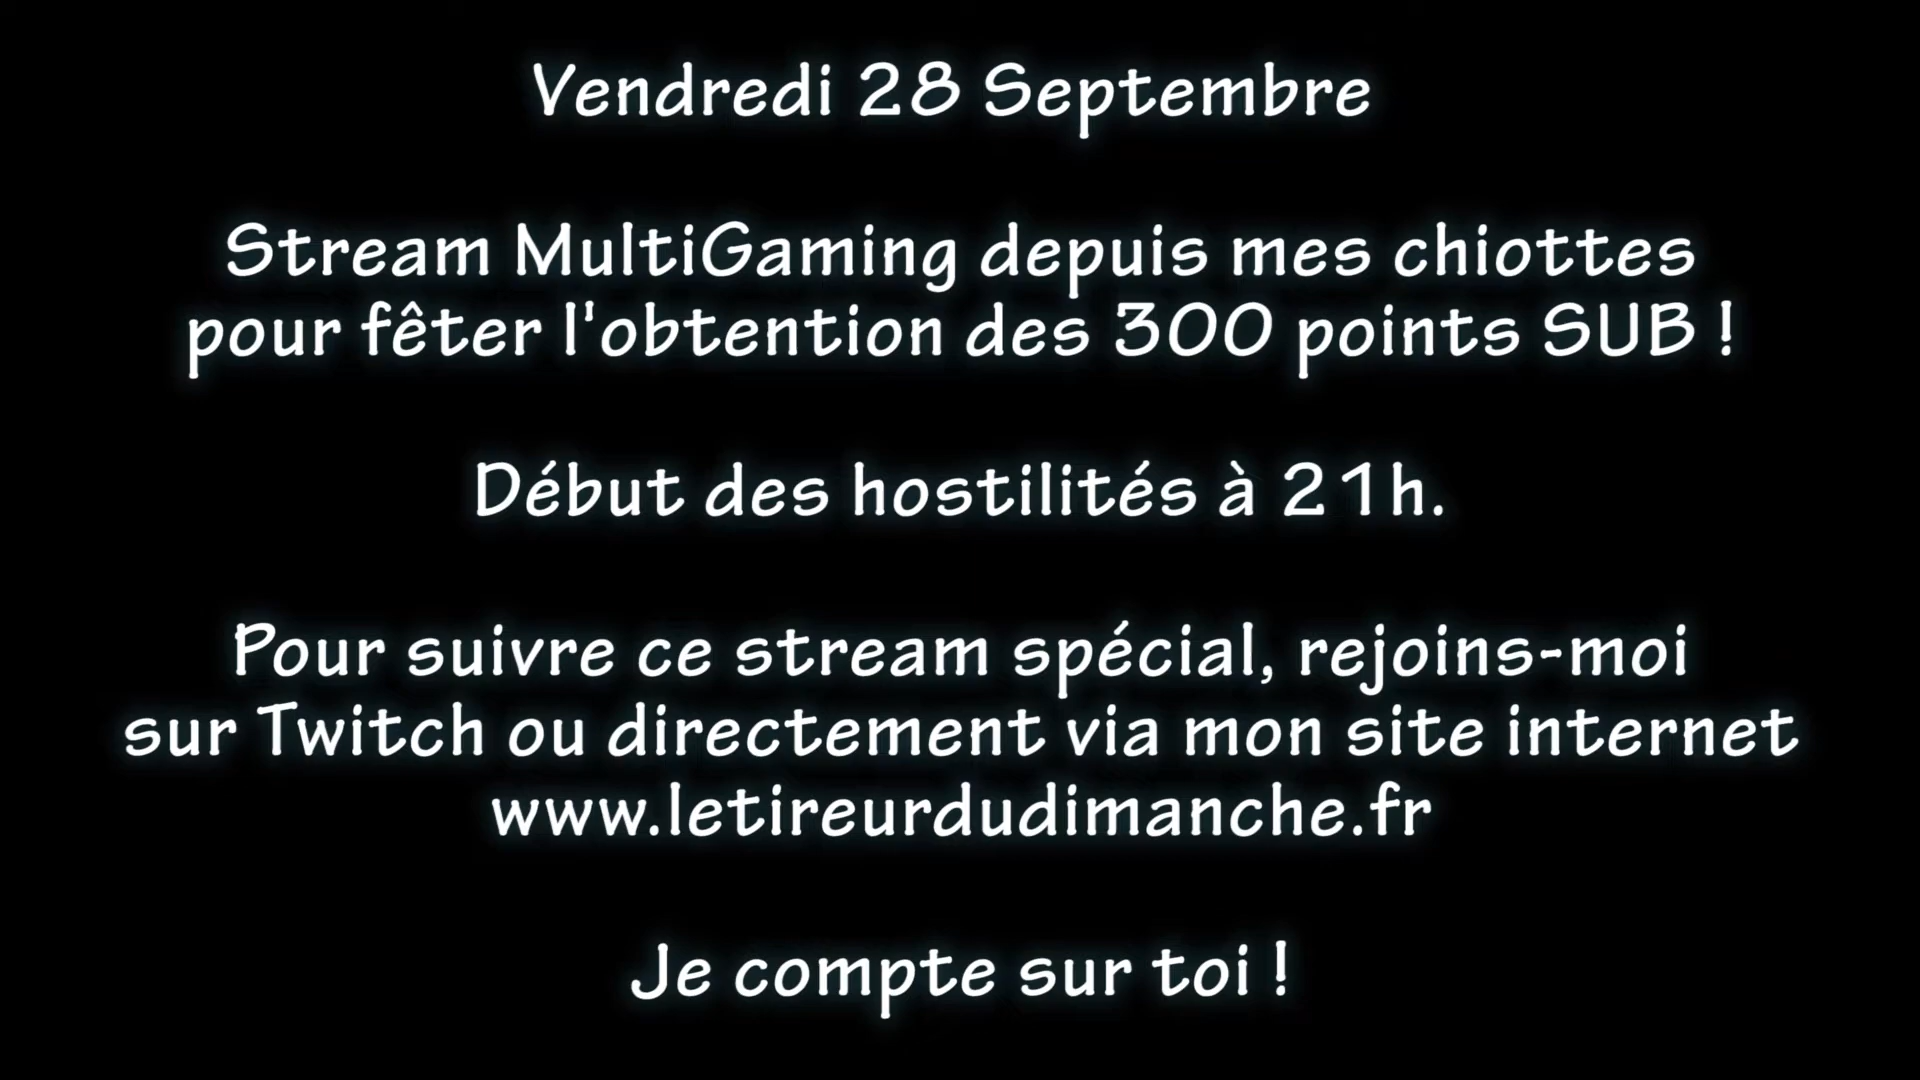 Vendredi 28 Septembre
Stream MultiGaming depuis mes chiottes
pour fêter l'obtention des 300 points SUB !
Début des hostilités à 21h.
Pour suivre ce stream spécial, rejoins-moi
sur Twitch ou directement via mon site internet
www.letireurdudimanche.fr
Je compte sur toi !